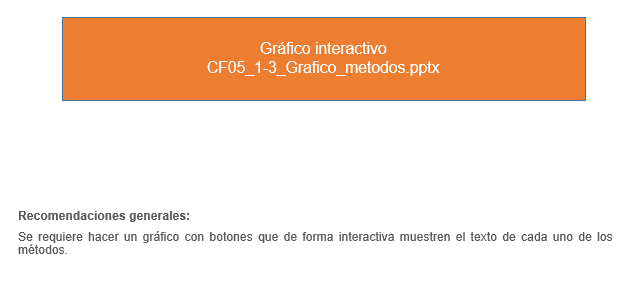 Gráfico interactivo
CF05_1-3_Grafico_metodos.pptx
Recomendaciones generales:
Se requiere hacer un gráfico con botones que de forma interactiva muestren el texto de cada uno de los
métodos.